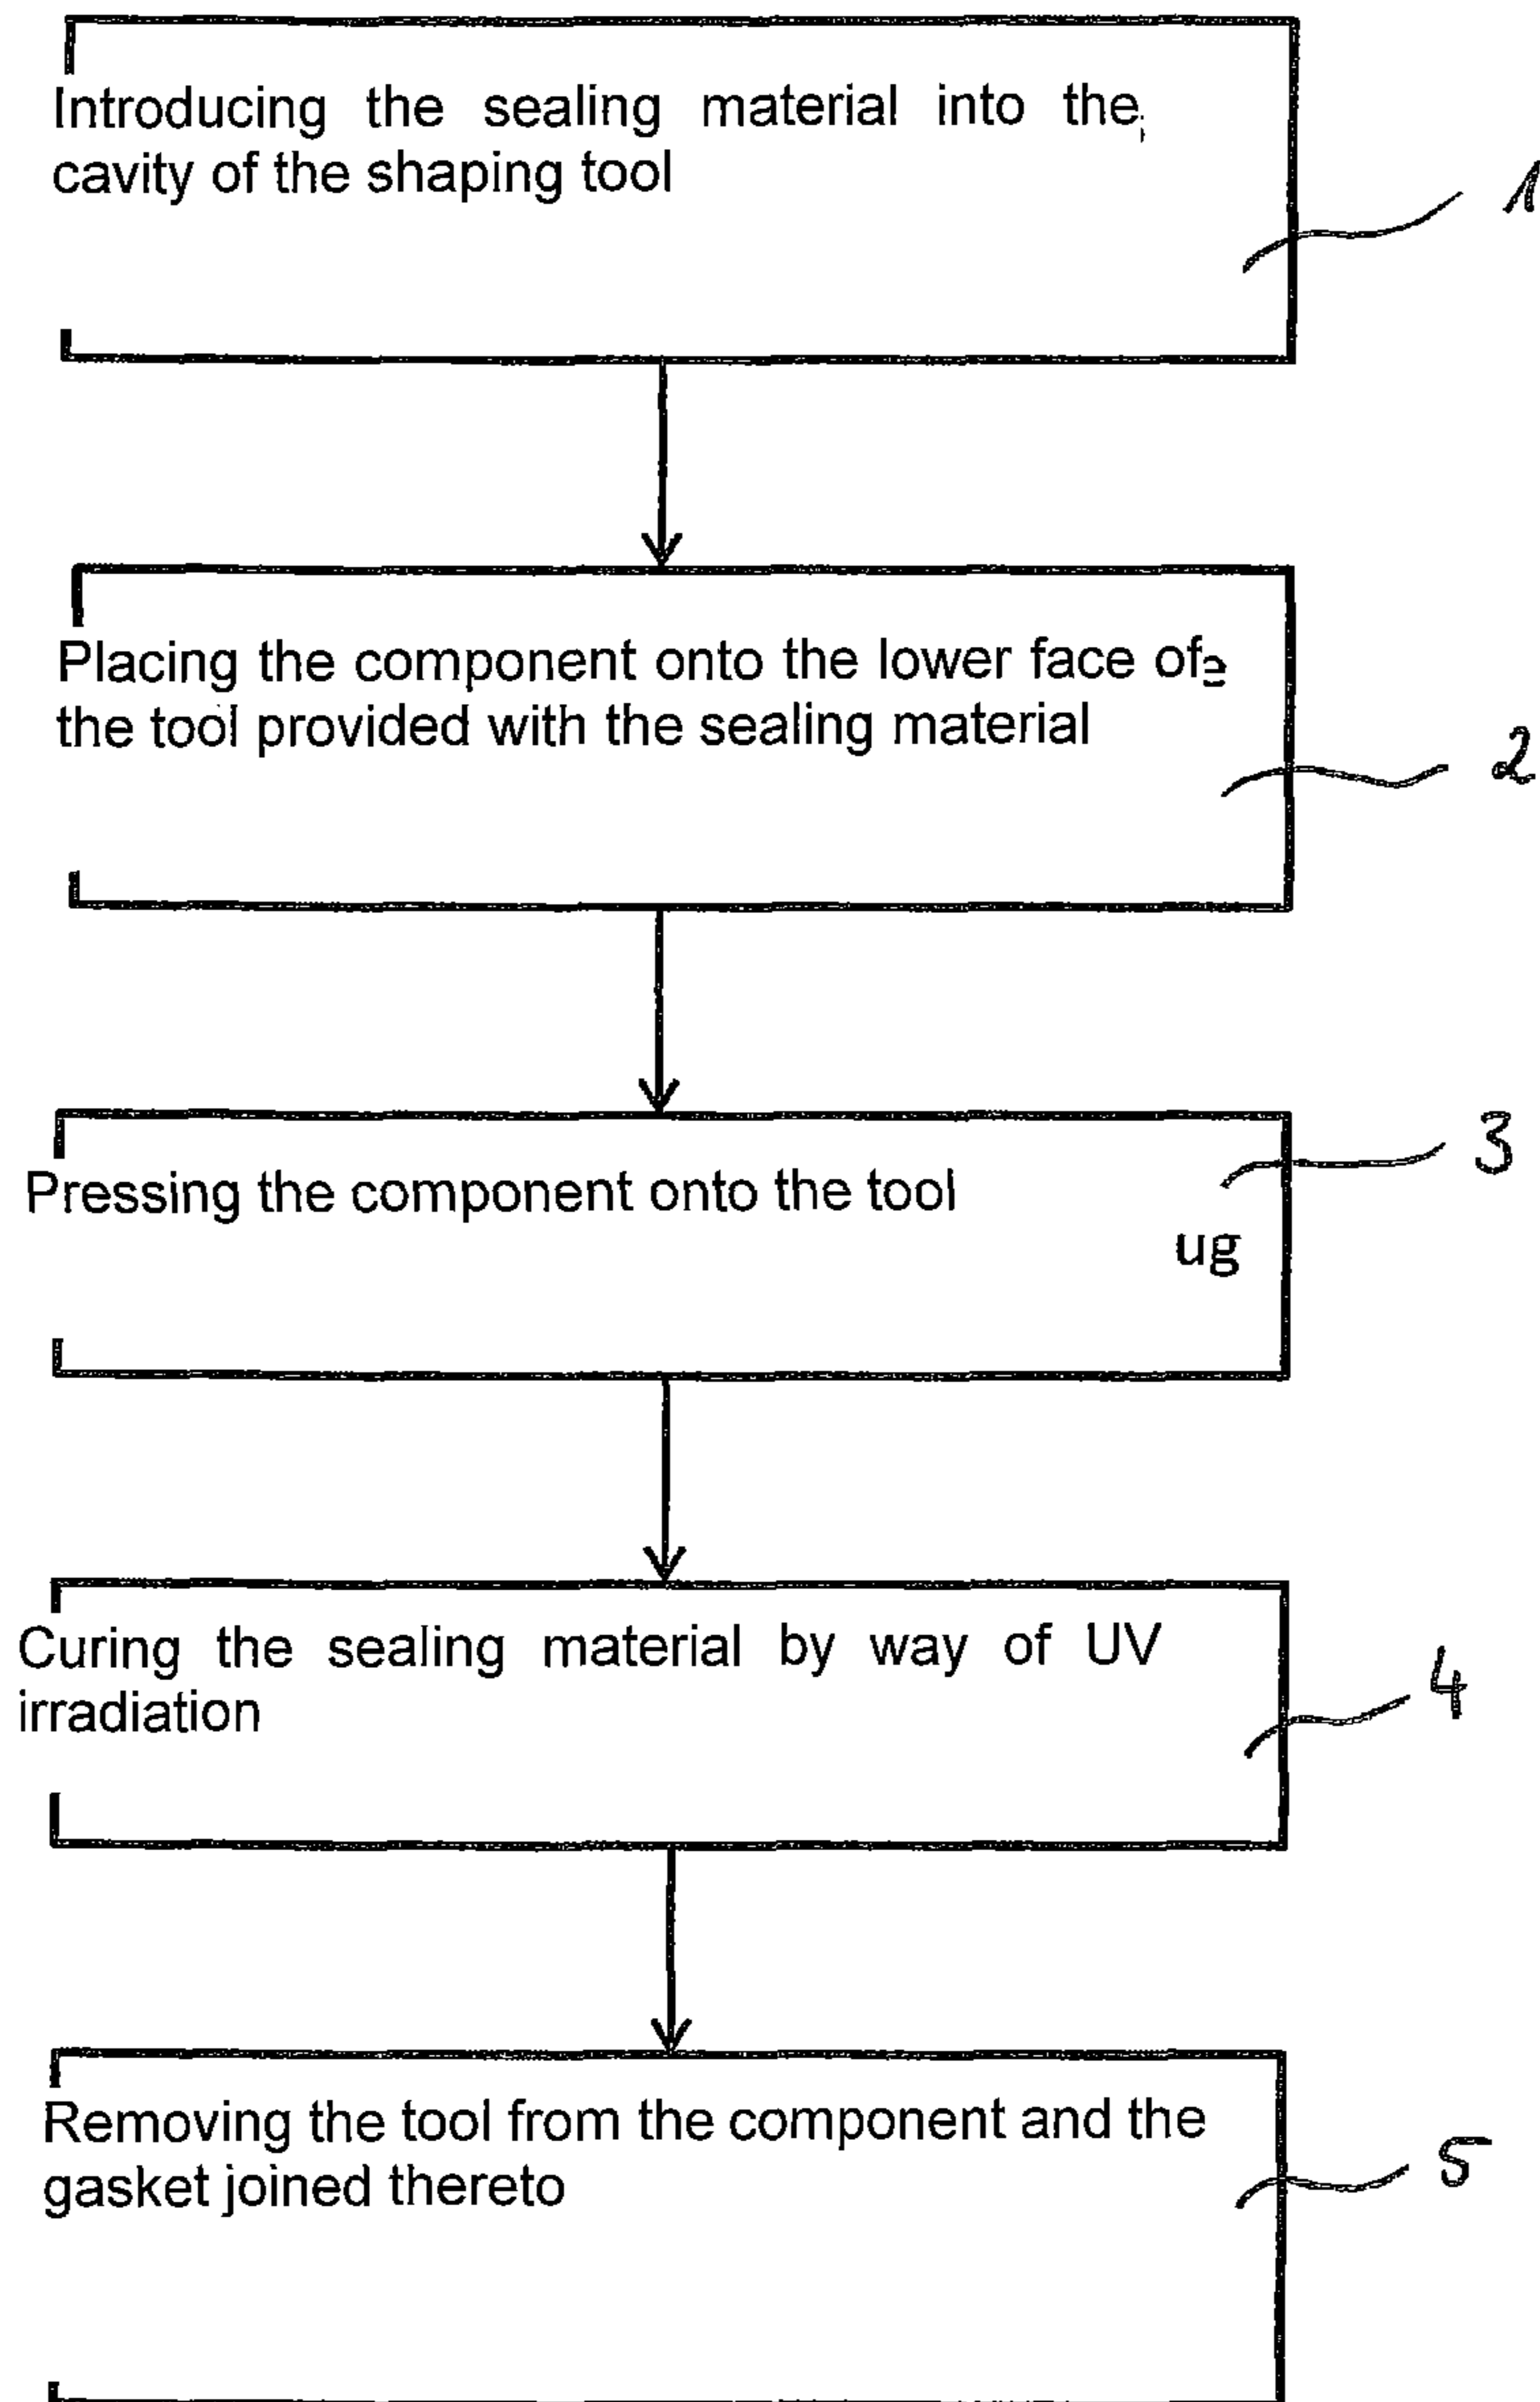 Introducing the sealing material into the
cavity of the shaping tool
1
Placing the component onto the lower face of
the tool provided with the sealing material
2
3
Pressing the component onto the tool
ug
Curing the sealing material by way of UV
irradiation
4
Removing the tool from the component and the
gasket joined thereto
5